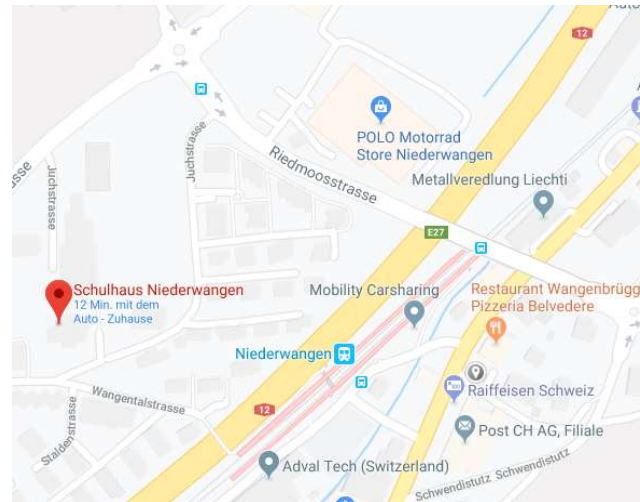 Auto
12
POLO Motorrad
Store Niederwangen
Juchstrasse
Juchstrasse
Riedmoosstrasse
Metallveredlung Liechti
E27
Schulhaus Niederwangen
12 Min. mit dem
Auto - Zuhause
Mobility Carsharing
Restaurant Wangenbrügg
Pizzeria Belvedere
Niederwangen
Wangentalstrasse
Raiffeisen Schweiz
12
Staldenstrasse
Post CH AG, Filiale
Adval Tech (Switzerland)
Schwendistutz
Schwendistutz